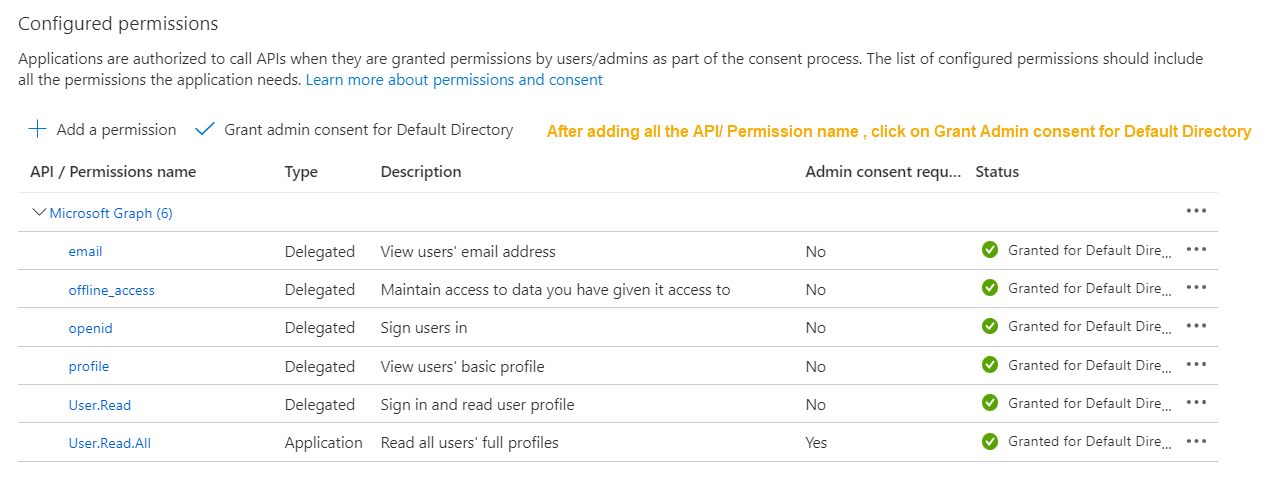 Configured permissions
Applications are authorized to call APIs when they are granted permissions by users/admins as part of the consent process. The list of configured permissions should include
all the permissions the application needs. Learn more about permissions and consent
Add a permission Grant admin consent for Default Directory After adding all the API/ Permission name , click on Grant Admin consent for Default Directory
API / Permissions name Type Description Admin consent requ... Status
Microsoft Graph (6)
email Delegated View users' email address No Granted for Default Dire...
offline_access Delegated Maintain access to data you have given it access to No Granted for Default Dire...
openid Delegated Sign users in No Granted for Default Dire...
profile Delegated View users' basic profile No Granted for Default Dire...
User.Read Delegated Sign in and read user profile No Granted for Default Dire...
User.Read.All Application Read all users' full profiles Yes Granted for Default Dire...